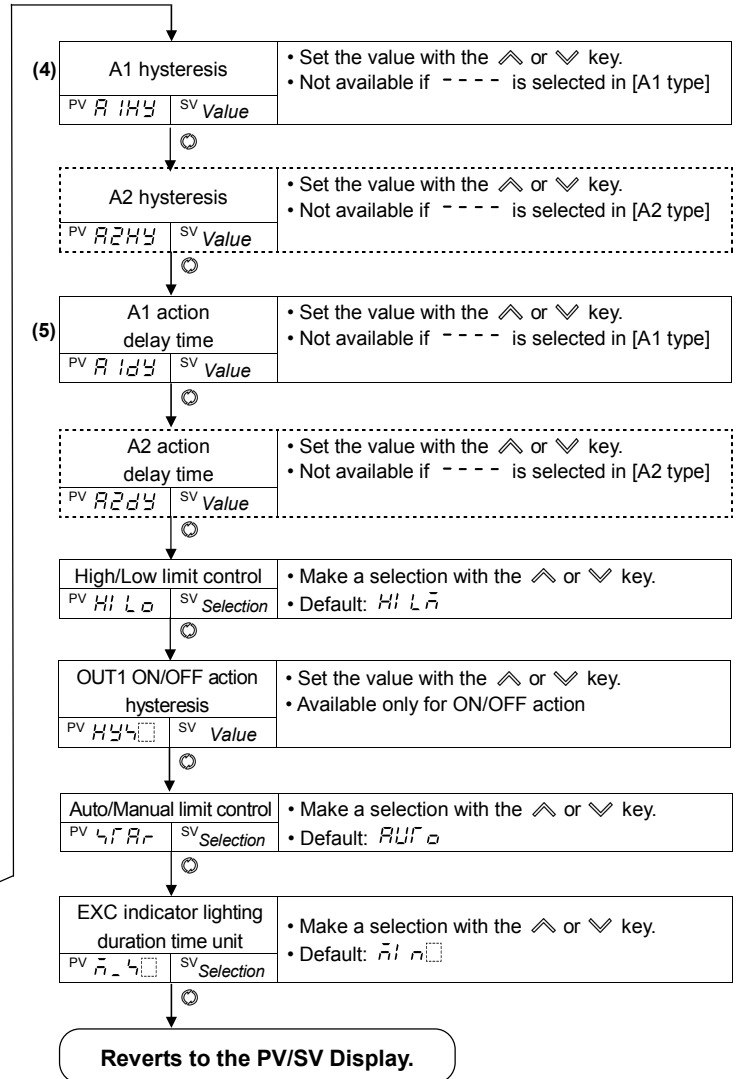 (4)
A1 hysteresis
PV A1HY SV Value
• Set the value with the or key.
• Not available if ---- is selected in [A1 type]
A2 hysteresis
PV A2HY SV Value
• Set the value with the or key.
• Not available if ---- is selected in [A2 type]
(5)
A1 action
delay time
PV A1dY SV Value
• Set the value with the or key.
• Not available if ---- is selected in [A1 type]
A2 action
delay time
PV A2dY SV Value
• Set the value with the or key.
• Not available if ---- is selected in [A2 type]
High/Low limit control
PV HILo SV Selection
• Make a selection with the or key.
• Default: HILM
OUT1 ON/OFF action
hysteresis
PV HYS SV Value
• Set the value with the or key.
• Available only for ON/OFF action
Auto/Manual limit control
PV STAr SV Selection
• Make a selection with the or key.
• Default: AUTo
EXC indicator lighting
duration time unit
PV M_S SV Selection
• Make a selection with the or key.
• Default: MIn
Reverts to the PV/SV Display.